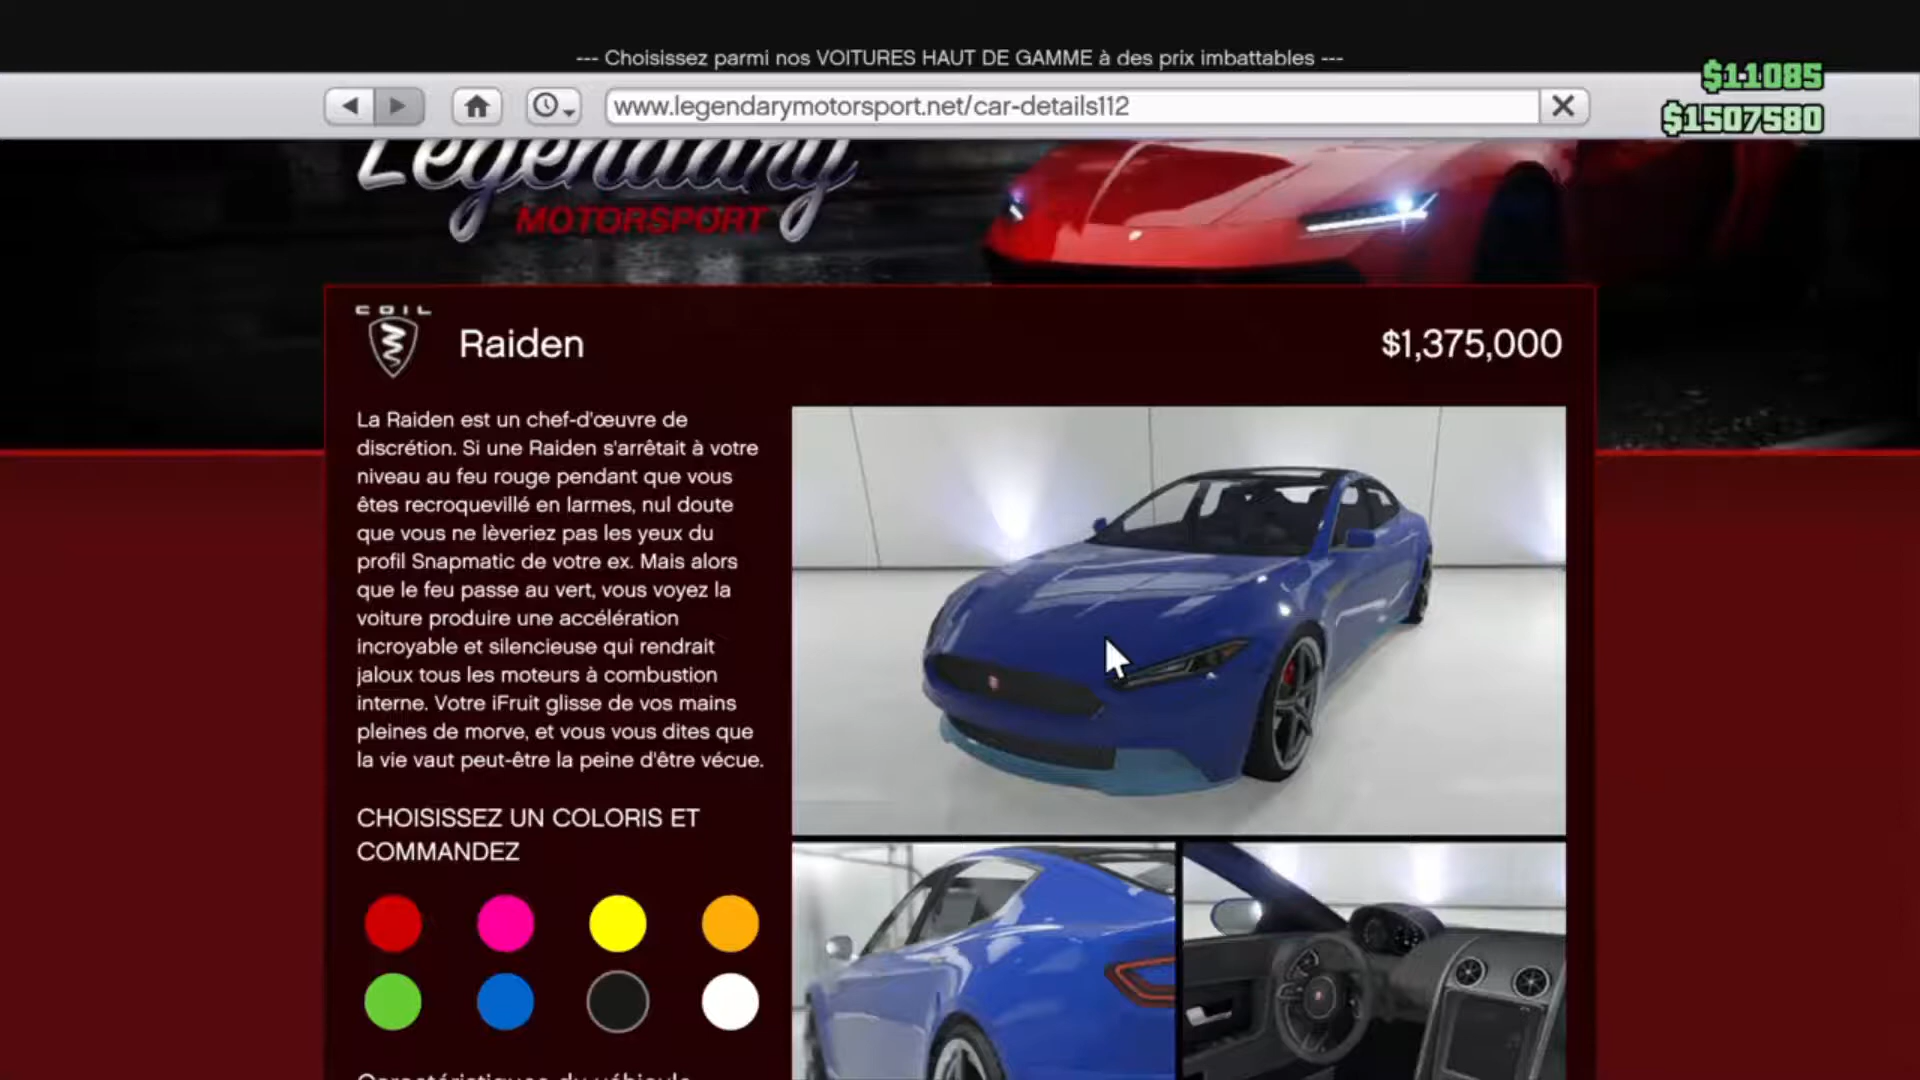 --- Choisissez parmi nos VOITURES HAUT DE GAMME à des prix imbattables ---
$11085
www.legendarymotorsport.net/car-details112
$1507580
Legendary
MOTORSPORT
COIL
Raiden
$1,375,000
La Raiden est un chef-d'œuvre de
discrétion. Si une Raiden s'arrêtait à votre
niveau au feu rouge pendant que vous
êtes recroquevillé en larmes, nul doute
que vous ne lèveriez pas les yeux du
profil Snapmatic de votre ex. Mais alors
que le feu passe au vert, vous voyez la
voiture produire une accélération
incroyable et silencieuse qui rendrait
jaloux tous les moteurs à combustion
interne. Votre iFruit glisse de vos mains
pleines de morve, et vous vous dites que
la vie vaut peut-être la peine d'être vécue.
CHOISISSEZ UN COLORIS ET
COMMANDEZ
Caractéristiques du véhicule